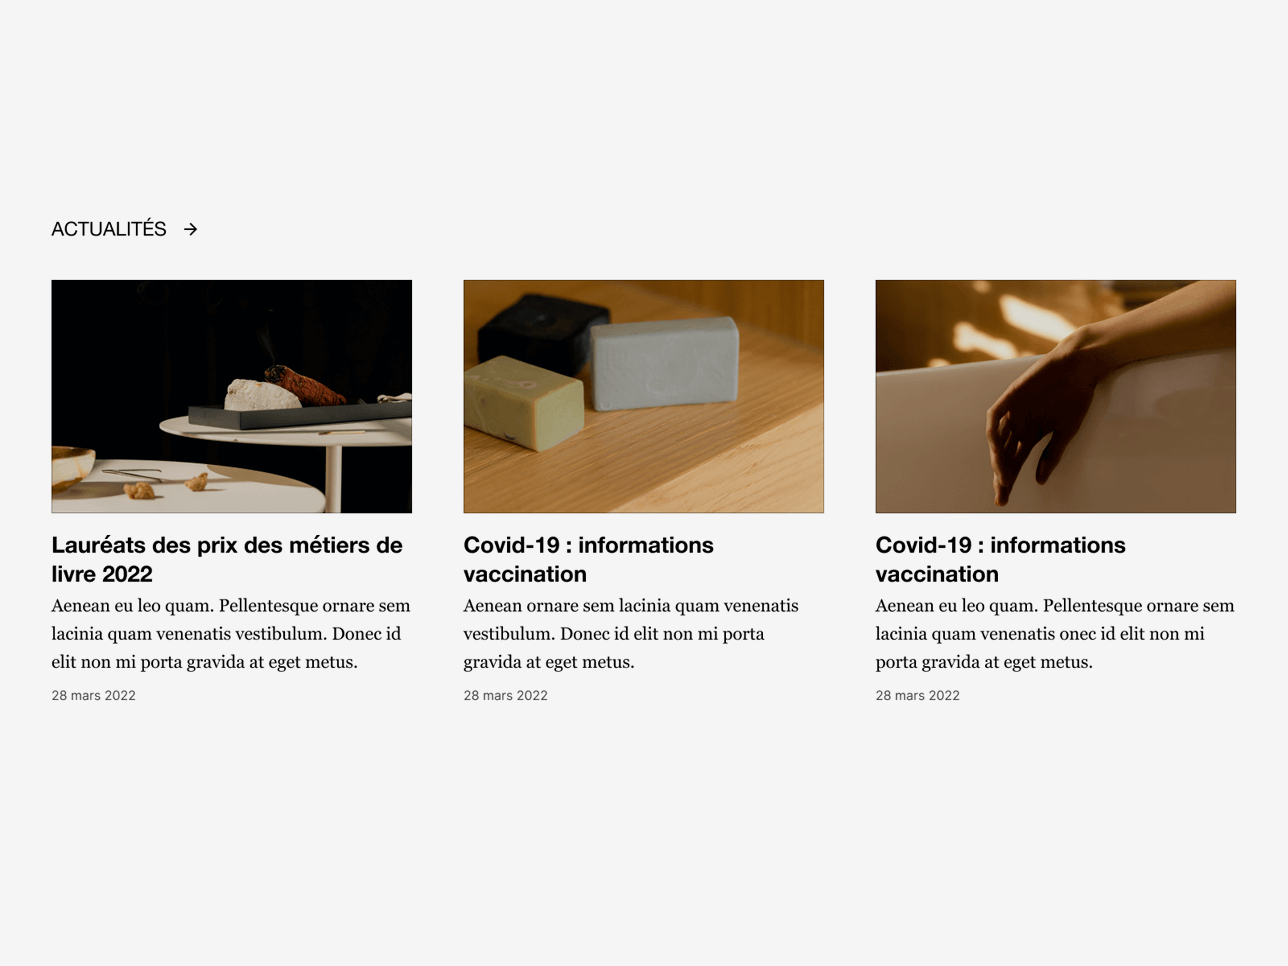 ACTUALITÉS →
Lauréats des prix des métiers de
livre 2022
Aenean eu leo quam. Pellentesque ornare sem
lacinia quam venenatis vestibulum. Donec id
elit non mi porta gravida at eget metus.
28 mars 2022
Covid-19 : informations
vaccination
Aenean ornare sem lacinia quam venenatis
vestibulum. Donec id elit non mi porta
gravida at eget metus.
28 mars 2022
Covid-19 : informations
vaccination
Aenean eu leo quam. Pellentesque ornare sem
lacinia quam venenatis onec id elit non mi
porta gravida at eget metus.
28 mars 2022